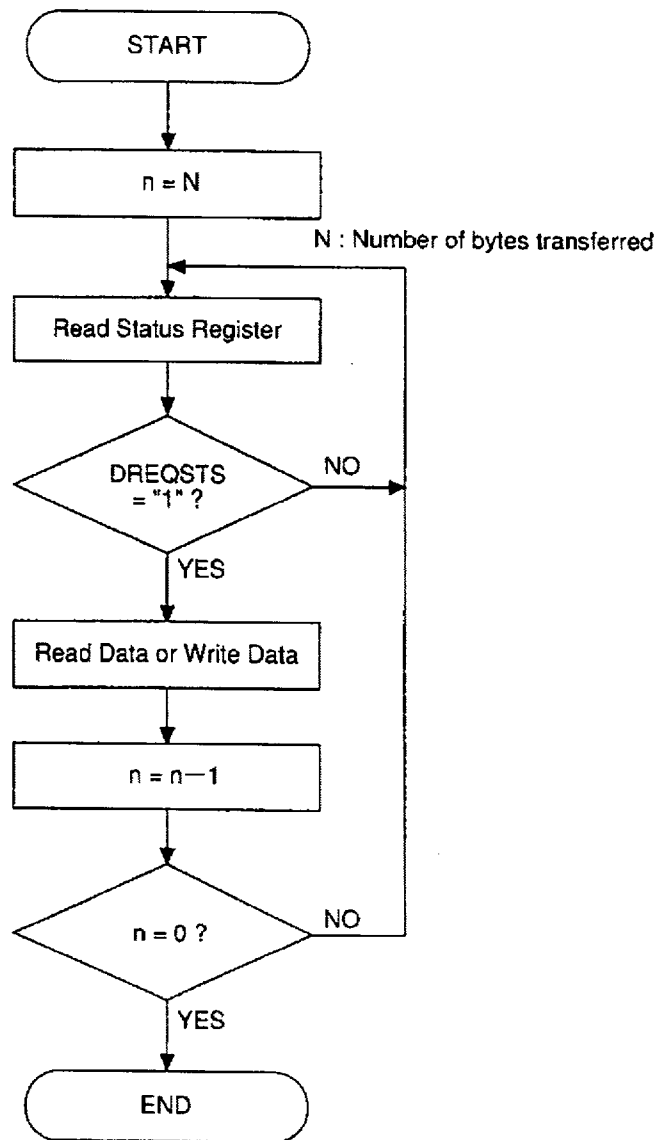 START
n = N
N : Number of bytes transferred
Read Status Register
DREQSTS
= "1" ?
NO
YES
Read Data or Write Data
n = n−1
n = 0 ?
NO
YES
END